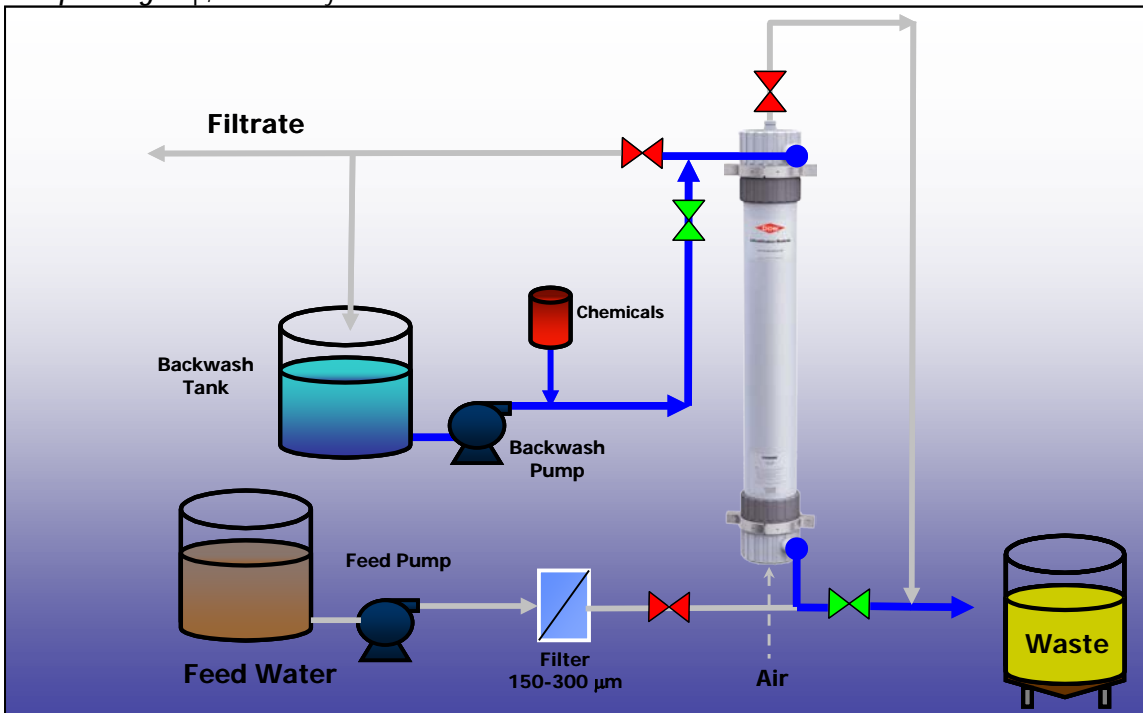 Filtrate
Chemicals
Backwash
Tank
Backwash
Pump
Feed Pump
Feed Water
Filter
150-300 μm
Air
Waste